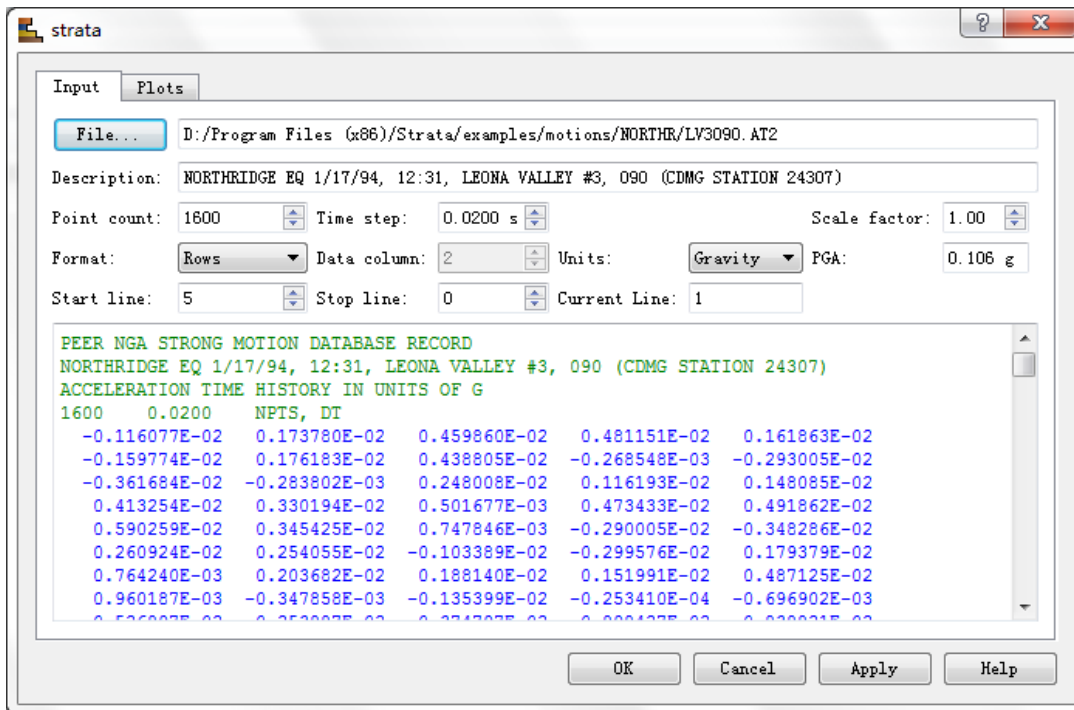 strata
Input Plots
File... D:/Program Files (x86)/Strata/examples/motions/NORTHR/LV3090.AT2
Description: NORTHRIDGE EQ 1/17/94, 12:31, LEONA VALLEY #3, 090 (CDMG STATION 24307)
Point count: 1600 Time step: 0.0200 s Scale factor: 1.00
Format: Rows Data column: 2 Units: Gravity PGA: 0.106 g
Start line: 5 Stop line: 0 Current Line: 1
PEER NGA STRONG MOTION DATABASE RECORD
NORTHRIDGE EQ 1/17/94, 12:31, LEONA VALLEY #3, 090 (CDMG STATION 24307)
ACCELERATION TIME HISTORY IN UNITS OF G
1600 0.0200 NPTS, DT
-0.116077E-02 0.173780E-02 0.459860E-02 0.481151E-02 0.161863E-02
-0.159774E-02 0.176183E-02 0.438805E-02 -0.268548E-03 -0.293005E-02
-0.361684E-02 -0.283802E-03 0.248008E-02 0.116193E-02 0.148085E-02
0.413254E-02 0.330194E-02 0.501677E-03 0.473433E-02 0.491862E-02
0.590259E-02 0.345425E-02 0.747846E-03 -0.290005E-02 -0.348286E-02
0.260924E-02 0.254055E-02 -0.103389E-02 -0.299576E-02 0.179379E-02
0.764240E-03 0.203682E-02 0.188140E-02 0.151991E-02 0.487125E-02
0.960187E-03 -0.347858E-03 -0.135399E-02 -0.253410E-04 -0.696902E-03
OK Cancel Apply Help